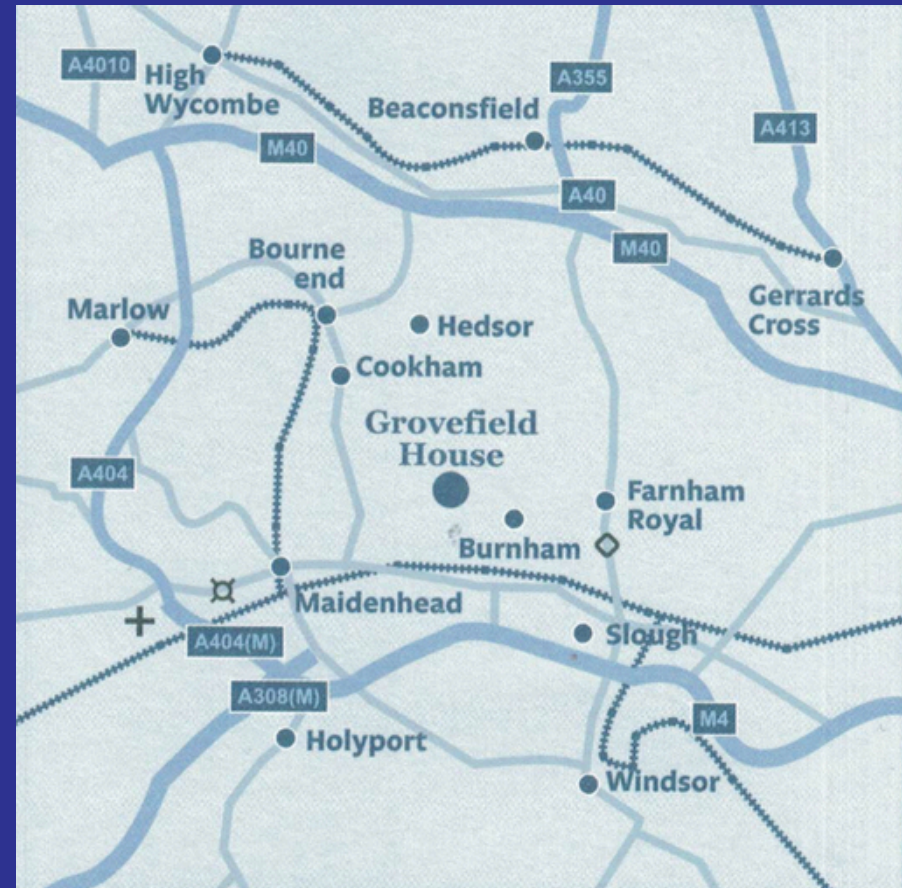 A4010
High
Wycombe
A355
Beaconsfield
A413
M40
A40
M40
Bourne
end
Gerrards
Cross
Marlow
Hedsor
Cookham
Grovefield
House
A404
Farnham
Royal
Burnham
Maidenhead
A404(M)
Slough
A308(M)
M4
Holyport
Windsor